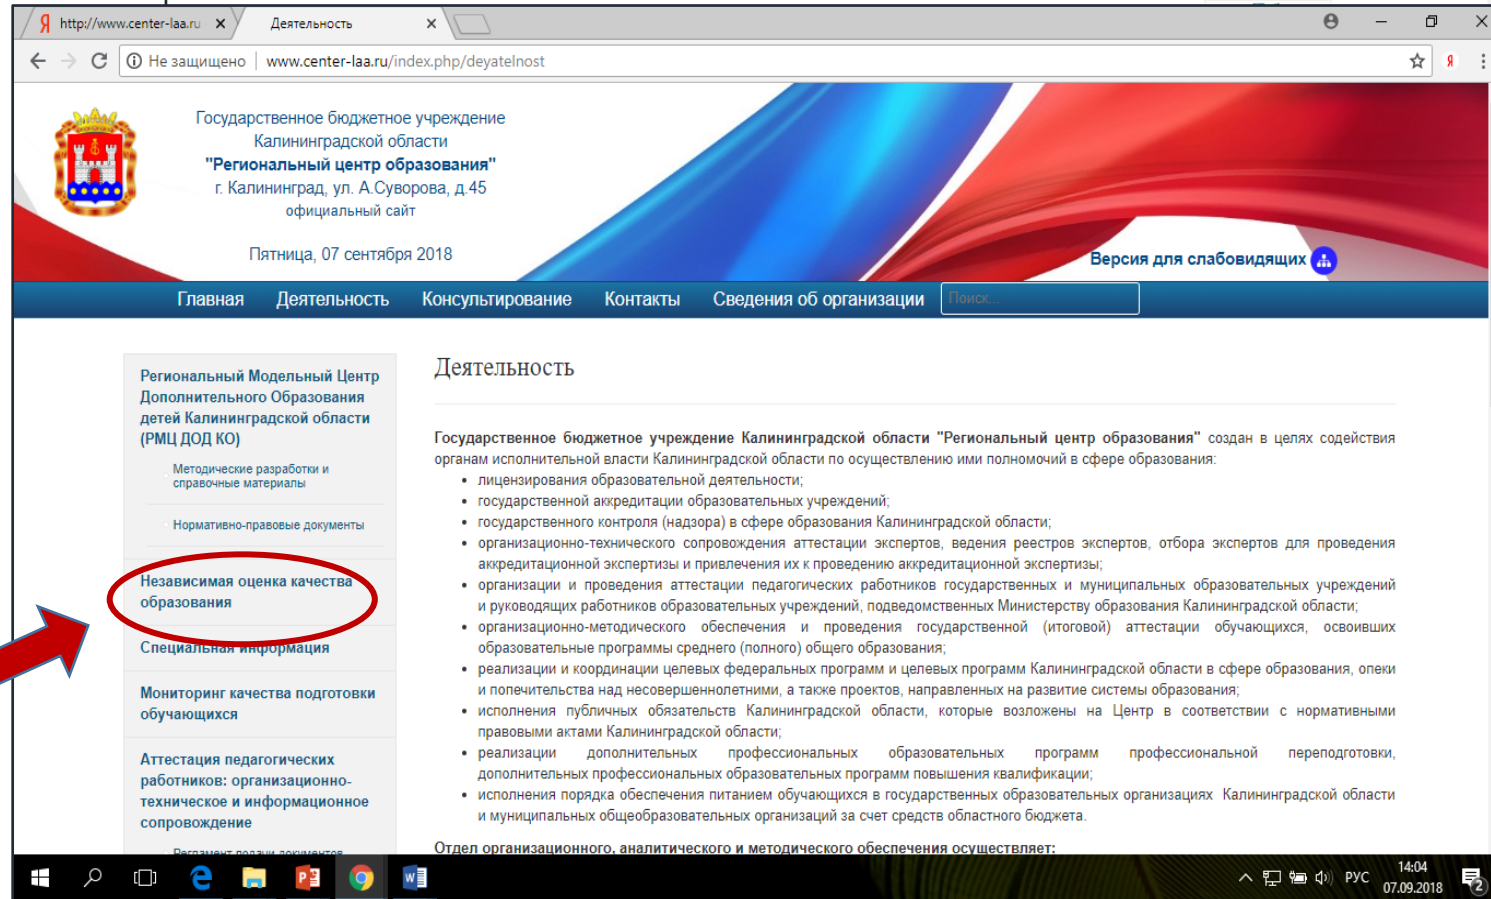 Я http://www.center-laa.ru
Деятельность
Не защищено | www.center-laa.ru/index.php/deyatelnost
Я
Государственное бюджетное учреждение
Калининградской области
"Региональный центр образования"
г. Калининград, ул. А.Суворова, д.45
официальный сайт
Пятница, 07 сентября 2018
Версия для слабовидящих
Главная Деятельность Консультирование Контакты Сведения об организации Поиск...
Региональный Модельный Центр
Дополнительного Образования
детей Калининградской области
(РМЦ ДОД КО)
Методические разработки и
справочные материалы
Нормативно-правовые документы
Независимая оценка качества
образования
Специальная информация
Мониторинг качества подготовки
обучающихся
Аттестация педагогических
работников: организационно-
техническое и информационное
сопровождение
Регламент подачи документов
Деятельность
Государственное бюджетное учреждение Калининградской области "Региональный центр образования" создан в целях содействия
органам исполнительной власти Калининградской области по осуществлению ими полномочий в сфере образования:
• лицензирования образовательной деятельности;
• государственной аккредитации образовательных учреждений;
• государственного контроля (надзора) в сфере образования Калининградской области;
• организационно-технического сопровождения аттестации экспертов, ведения реестров экспертов, отбора экспертов для проведения
аккредитационной экспертизы и привлечения их к проведению аккредитационной экспертизы;
• организации и проведения аттестации педагогических работников государственных и муниципальных образовательных учреждений
и руководящих работников образовательных учреждений, подведомственных Министерству образования Калининградской области;
• организационно-методического обеспечения и проведения государственной (итоговой) аттестации обучающихся, освоивших
образовательные программы среднего (полного) общего образования;
• реализации и координации целевых федеральных программ и целевых программ Калининградской области в сфере образования, опеки
и попечительства над несовершеннолетними, а также проектов, направленных на развитие системы образования;
• исполнения публичных обязательств Калининградской области, которые возложены на Центр в соответствии с нормативными
правовыми актами Калининградской области;
• реализации дополнительных профессиональных образовательных программ профессиональной переподготовки,
дополнительных профессиональных образовательных программ повышения квалификации;
• исполнения порядка обеспечения питанием обучающихся в государственных образовательных организациях Калининградской области
и муниципальных общеобразовательных организаций за счет средств областного бюджета.
Отдел организационного, аналитического и методического обеспечения осуществляет:
РУС
14:04
07.09.2018
2